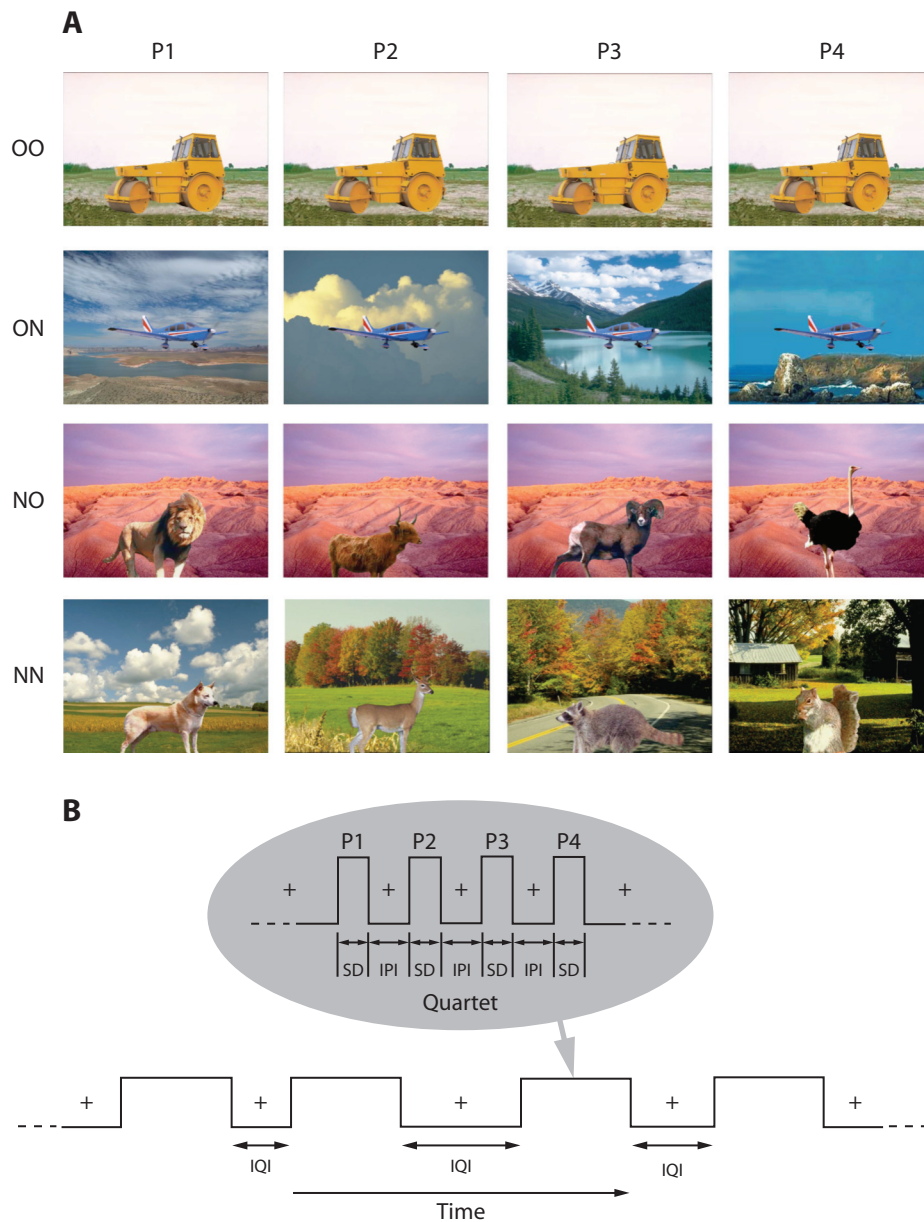 A
P1 P2 P3 P4
OO
ON
NO
NN
B
P1 P2 P3 P4
+ + + + +
SD IPI SD IPI SD IPI SD
Quartet
+ + + + +
IQI IQI IQI
Time